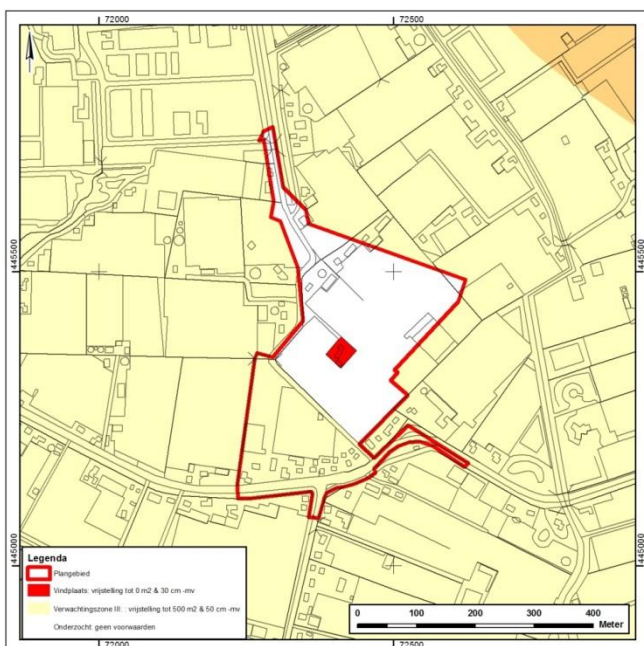 72000 72500
445500 445500
445000 445000
Legenda
Plangebied
Vindplaats: vrijstelling tot 0 m2 & 30 cm -mv
Verwachtingszone III: : vrijstelling tot 500 m2 & 50 cm -mv
Onderzocht: geen voorwaarden
0 50 100 200 300 400
Meter
72000 72500